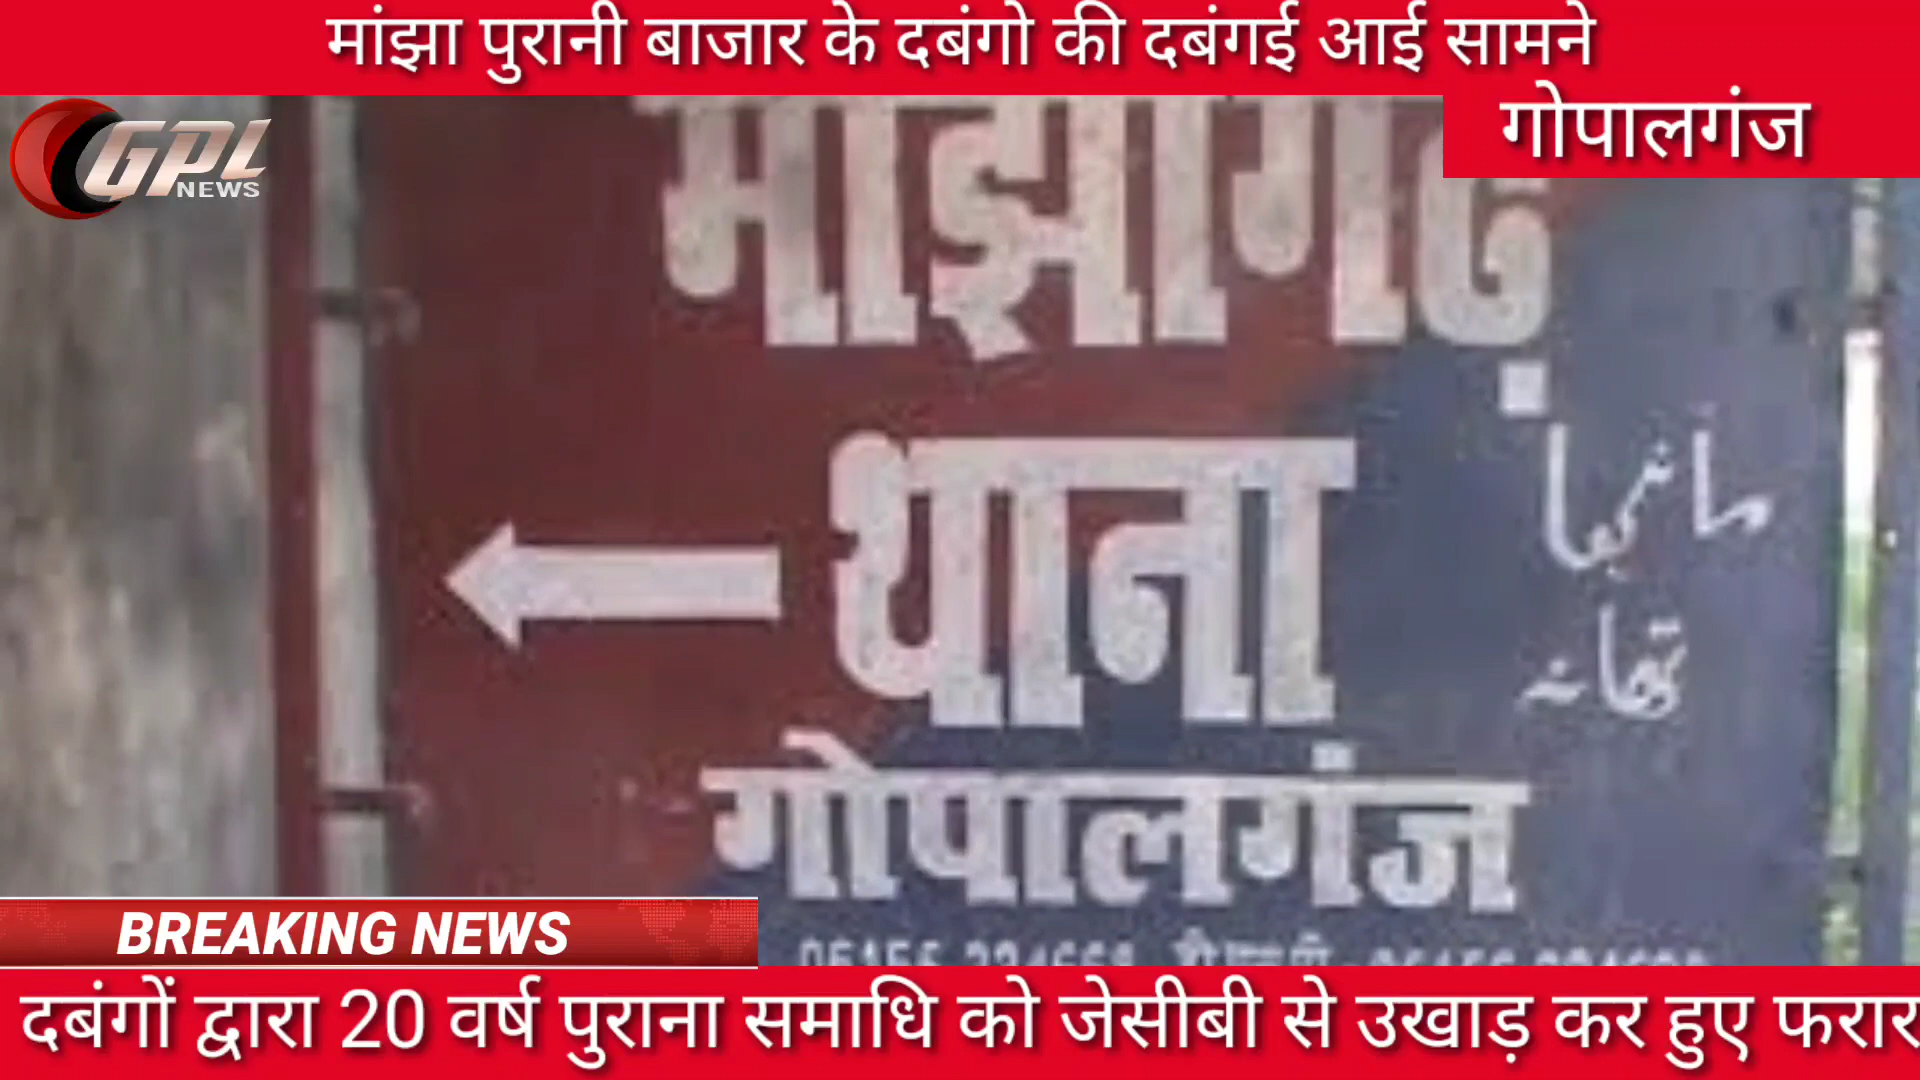 मांझा पुरानी बाजार के दबंगो की दबंगई आई सामने
गोपालगंज
GPL
NEWS
माँझागढ़
थाना
مانجھا
تھانہ
गोपालगंज
BREAKING NEWS
दबंगों द्वारा 20 वर्ष पुराना समाधि को जेसीबी से उखाड़ कर हुए फरार